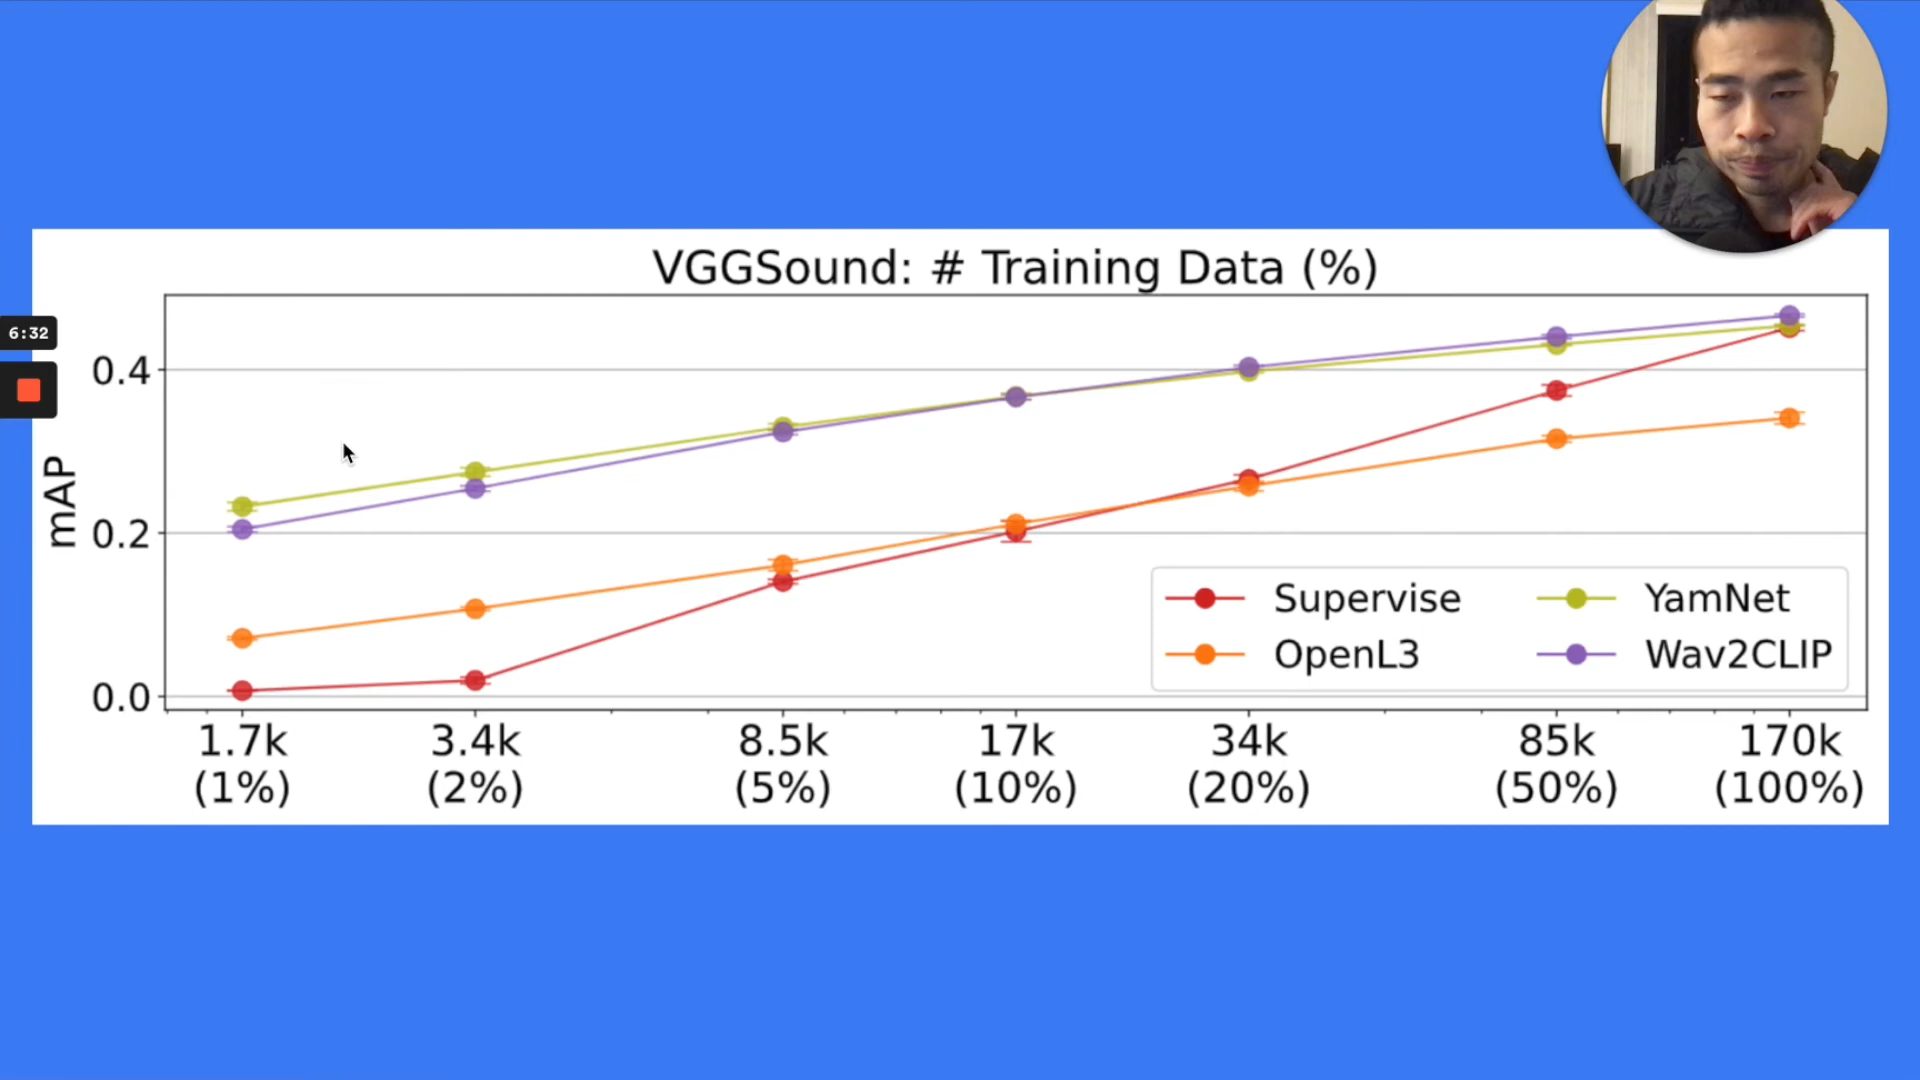 VGGSound: # Training Data (%)
6:32
mAP
0.4
0.2
0.0
Supervise
YamNet
OpenL3
Wav2CLIP
1.7k 3.4k 8.5k 17k 34k 85k 170k
(1%) (2%) (5%) (10%) (20%) (50%) (100%)